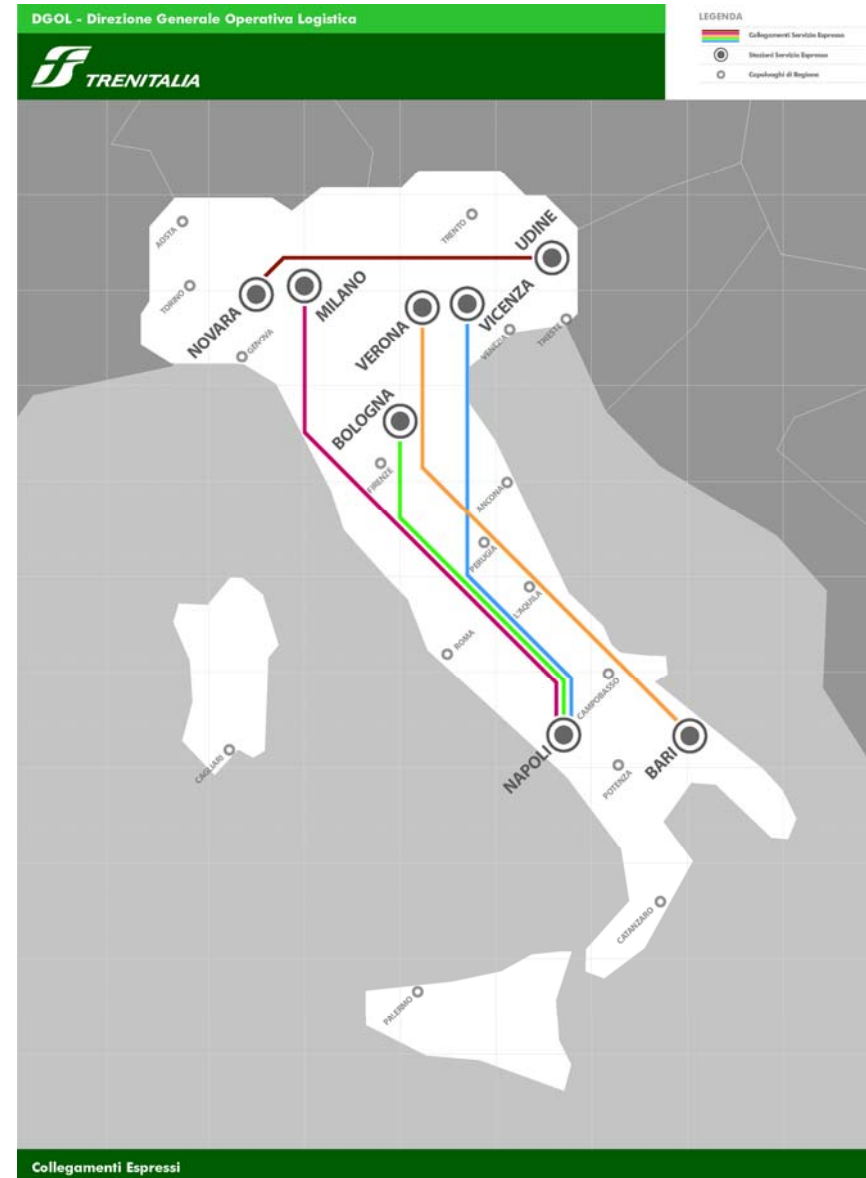 DGOL - Direzione Generale Operativa Logistica
TRENITALIA
LEGENDA
Collegamenti Servizio Espresso
Stazioni Servizio Espresso
Capoluoghi di Regione
AOSTA
TRENTO
UDINE
TORINO
NOVARA
MILANO
GENOVA
VERONA
VICENZA
VENEZIA
TRIESTE
BOLOGNA
FIRENZE
ANCONA
PERUGIA
L'AQUILA
ROMA
CAMPOBASSO
CAGLIARI
NAPOLI
POTENZA
BARI
CATANZARO
PALERMO
Collegamenti Espressi